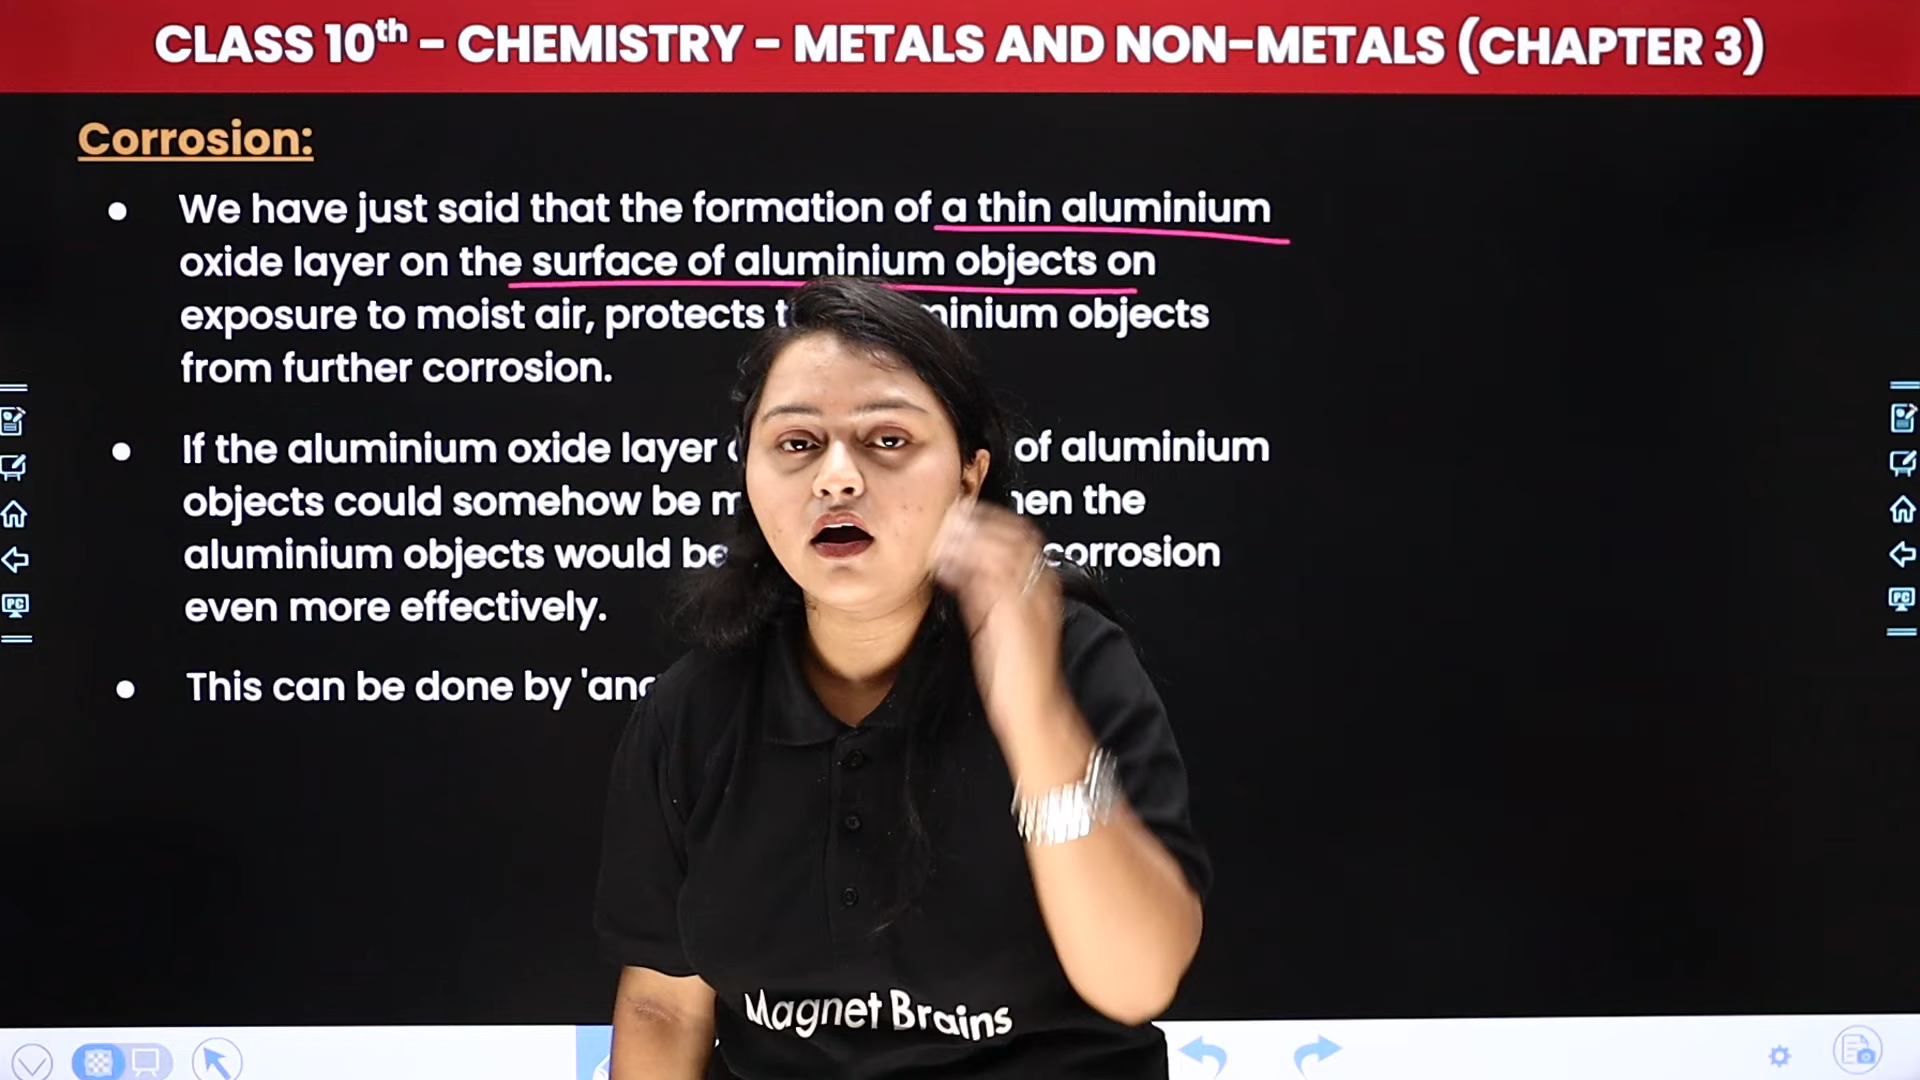 CLASS 10th - CHEMISTRY - METALS AND NON-METALS (CHAPTER 3)
Corrosion:
• We have just said that the formation of a thin aluminium
oxide layer on the surface of aluminium objects on
exposure to moist air, protects objects
from further corrosion.
• If the aluminium oxide layer of aluminium
objects could somehow be the
aluminium objects would be corrosion
even more effectively.
• This can be done by
Magnet Brains
PC
PC